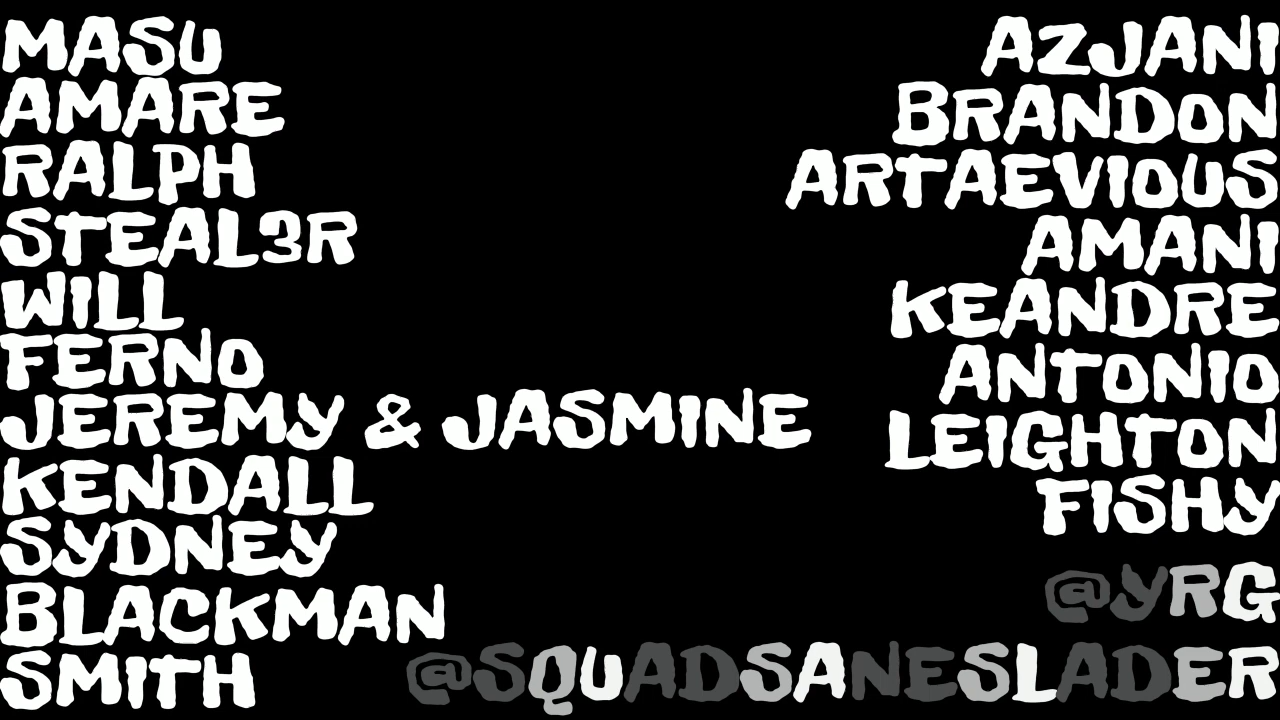 MASU
AMARE
RALPH
STEAL3R
WILL
FERNO
JEREMY & JASMINE
KENDALL
SYDNEY
BLACKMAN
SMITH
AZJANI
BRANDON
ARTAEVIOUS
AMANI
KEANDRE
ANTONIO
LEIGHTON
FISHY
@YRG
@SQUADSANESLADER